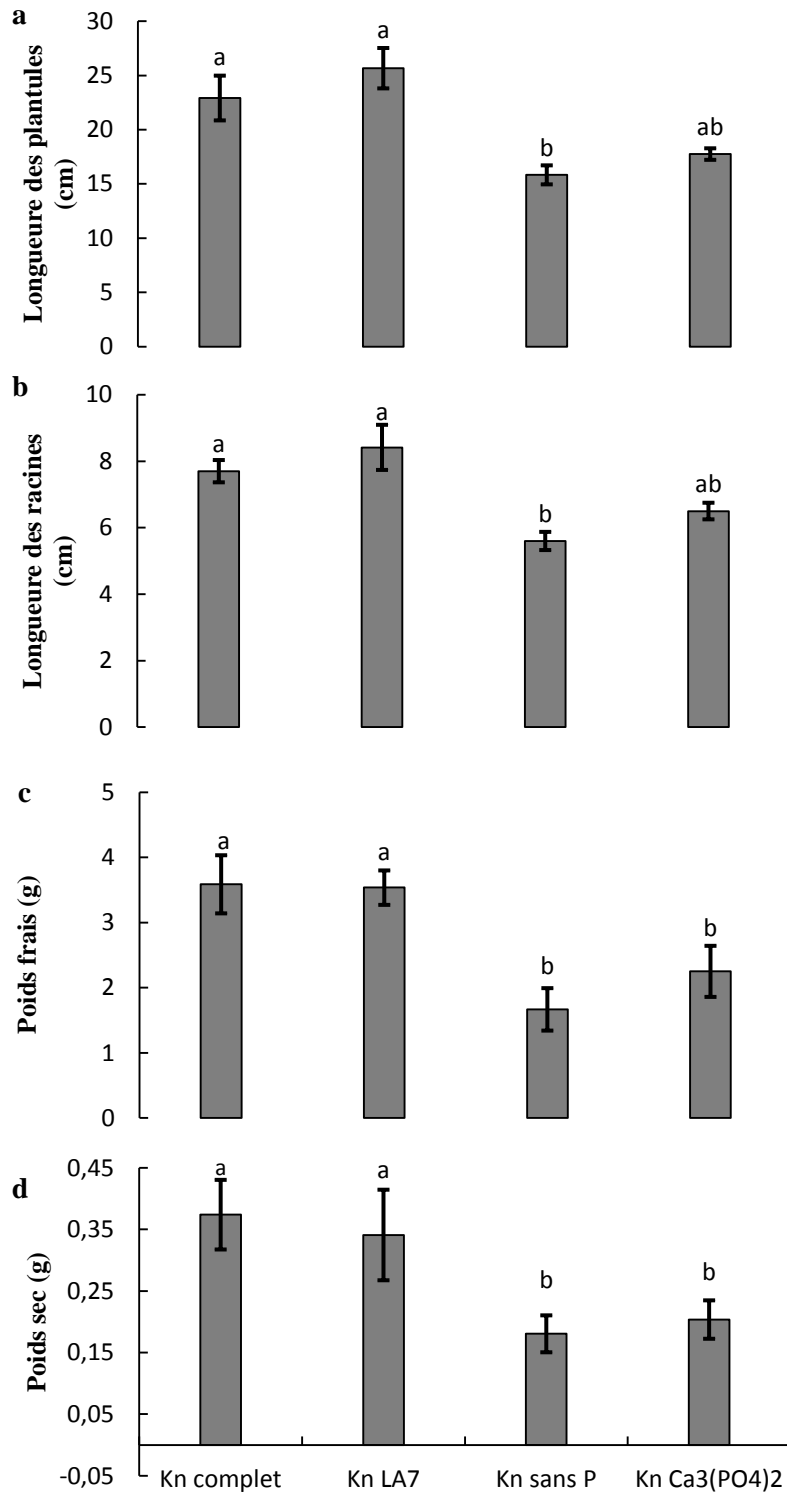 a
Longueure des plantules
(cm)
30
25
20
15
10
5
0
a
a
b
ab
b
Longueure des racines
(cm)
10
8
6
4
2
0
a
a
b
ab
c
Poids frais (g)
5
4
3
2
1
0
a
a
b
b
d
Poids sec (g)
0,45
0,35
0,25
0,15
0,05
-0,05
a
a
b
b
Kn complet
Kn LA7
Kn sans P
Kn Ca3(PO4)2